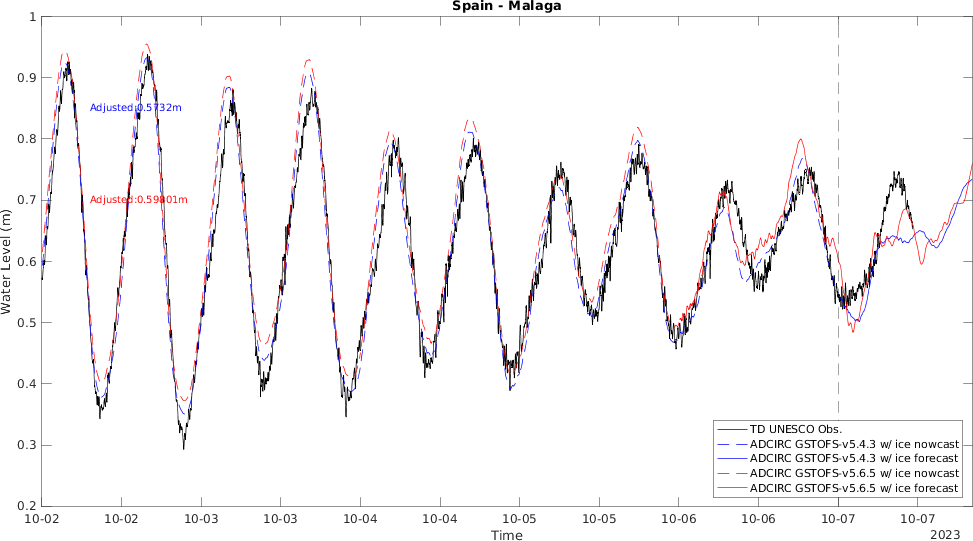 Spain - Malaga
1
0.9
0.8
0.7
0.6
0.5
0.4
0.3
0.2
Water Level (m)
Adjusted:0.5732m
Adjusted:0.59801m
TD UNESCO Obs.
ADCIRC GSTOFS-v5.4.3 w/ ice nowcast
ADCIRC GSTOFS-v5.4.3 w/ ice forecast
ADCIRC GSTOFS-v5.6.5 w/ ice nowcast
ADCIRC GSTOFS-v5.6.5 w/ ice forecast
10-02 10-02 10-03 10-03 10-04 10-04 10-05 10-05 10-06 10-06 10-07 10-07
Time
2023